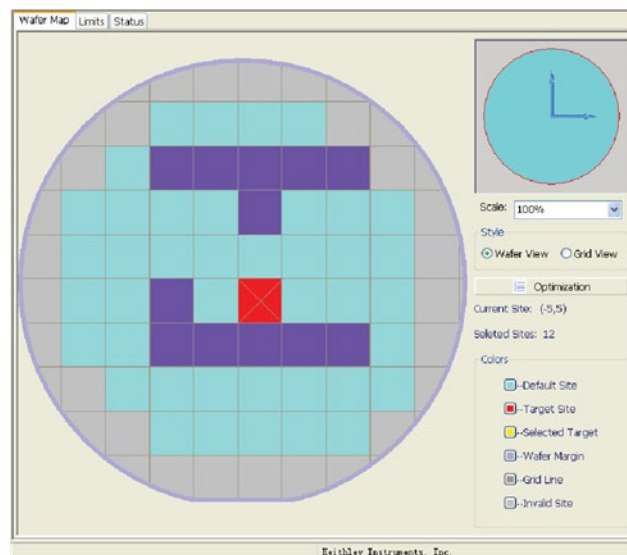 Wafer Map Limits Status
Scale: 100%
Style
Wafer View Grid View
Optimization
Current Site: (-5,5)
Seleted Sites: 12
Colors
--Default Site
--Target Site
--Selected Target
--Wafer Margin
--Grid Line
--Invalid Site
Keithley Instruments, Inc.